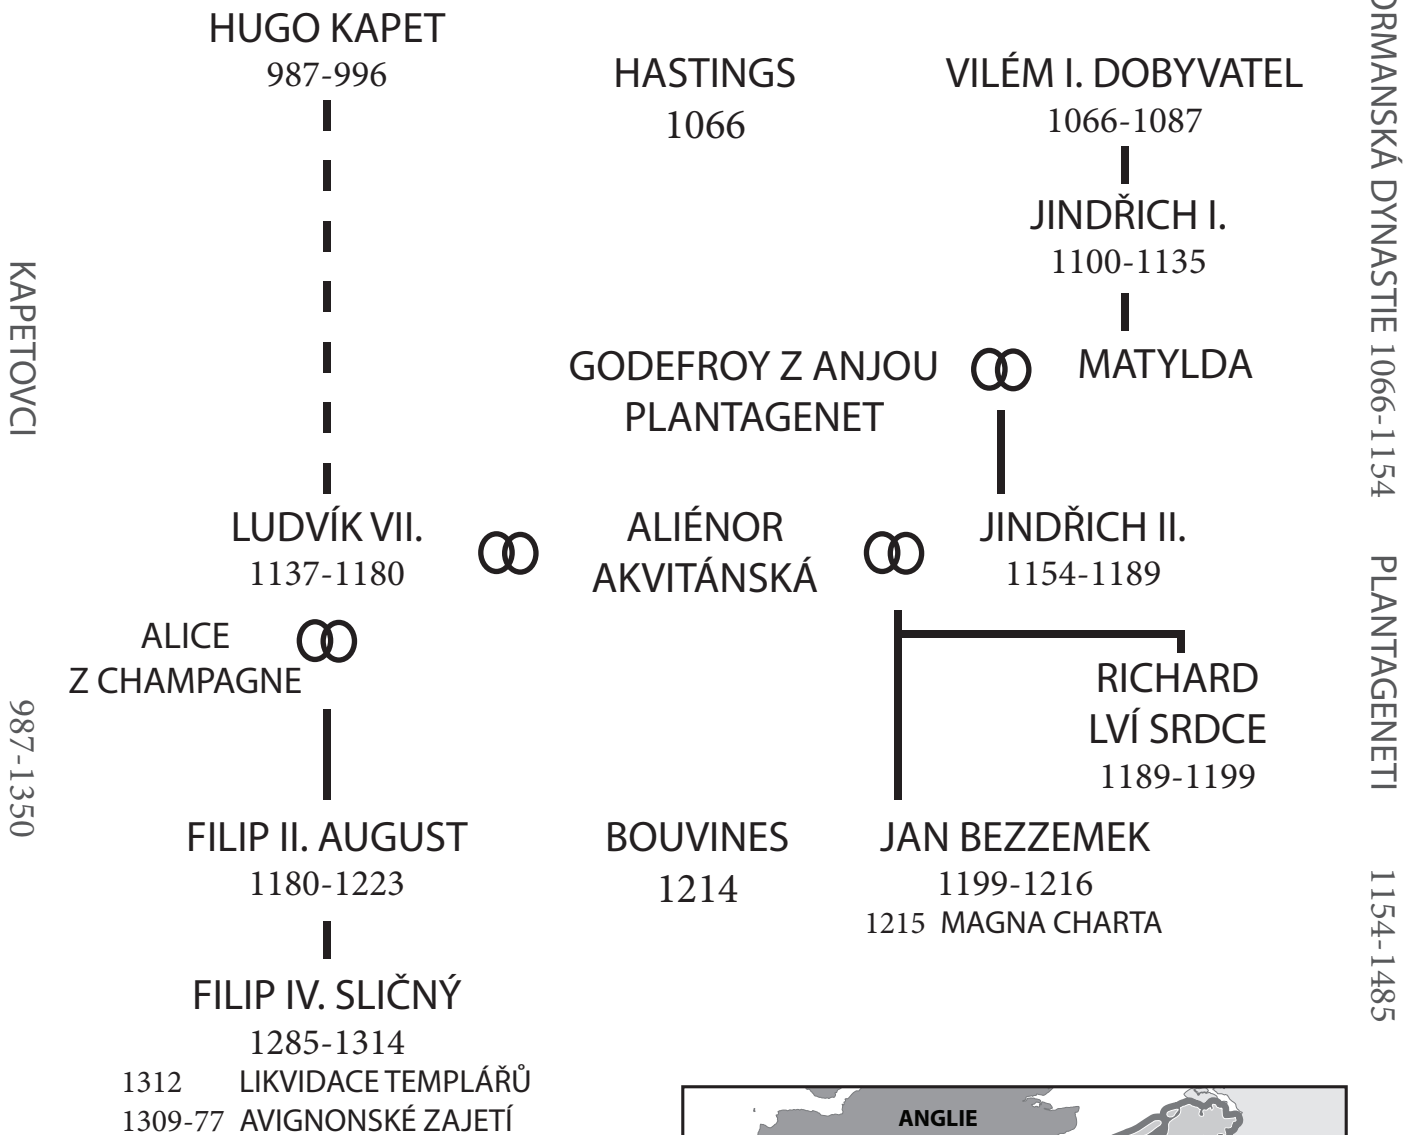 HUGO KAPET
987-996
HASTINGS
1066
VILÉM I. DOBYVATEL
1066-1087
JINDŘICH I.
1100-1135
GODEFROY Z ANJOU
PLANTAGENET
MATYLDA
LUDVÍK VII.
1137-1180
ALIÉNOR
AKVITÁNSKÁ
JINDŘICH II.
1154-1189
ALICE
Z CHAMPAGNE
RICHARD
LVÍ SRDCE
1189-1199
FILIP II. AUGUST
1180-1223
BOUVINES
1214
JAN BEZZEMEK
1199-1216
1215 MAGNA CHARTA
FILIP IV. SLIČNÝ
1285-1314
1312 LIKVIDACE TEMPLÁŘŮ
1309-77 AVIGNONSKÉ ZAJETÍ
ANGLIE
KAPETOVCI 987-1350
ORMANSKÁ DYNASTIE 1066-1154 PLANTAGENETI 1154-1485